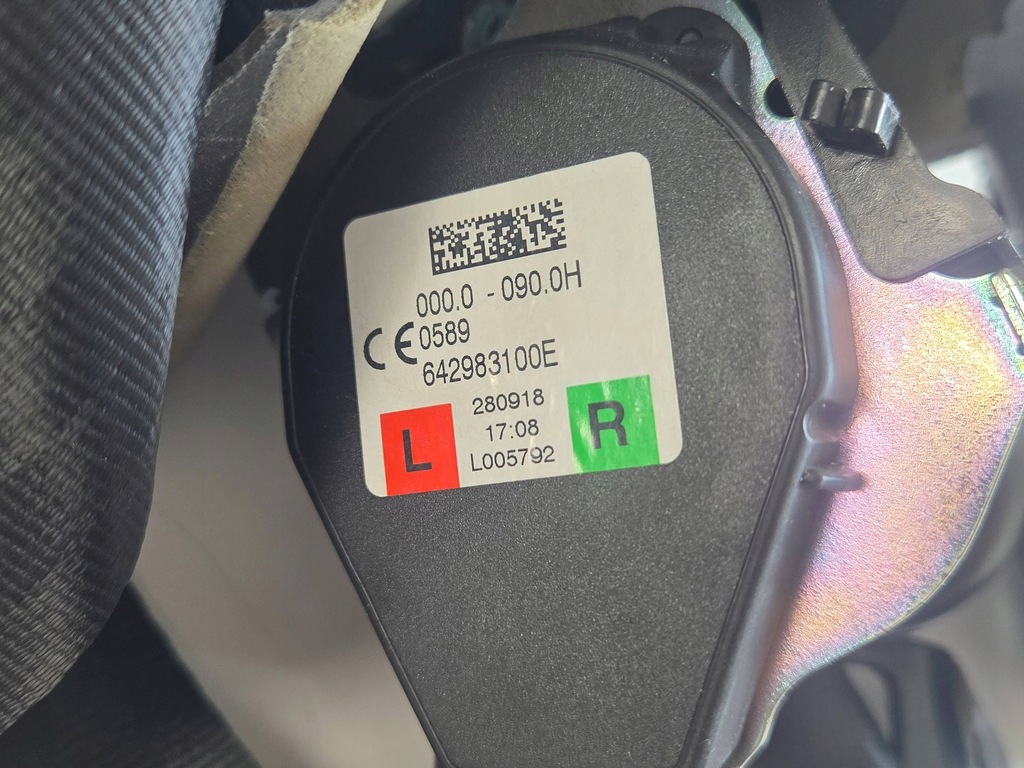 000.0 - 090.0H
CE 0589
642983100E
280918
17:08
L005792
L
R